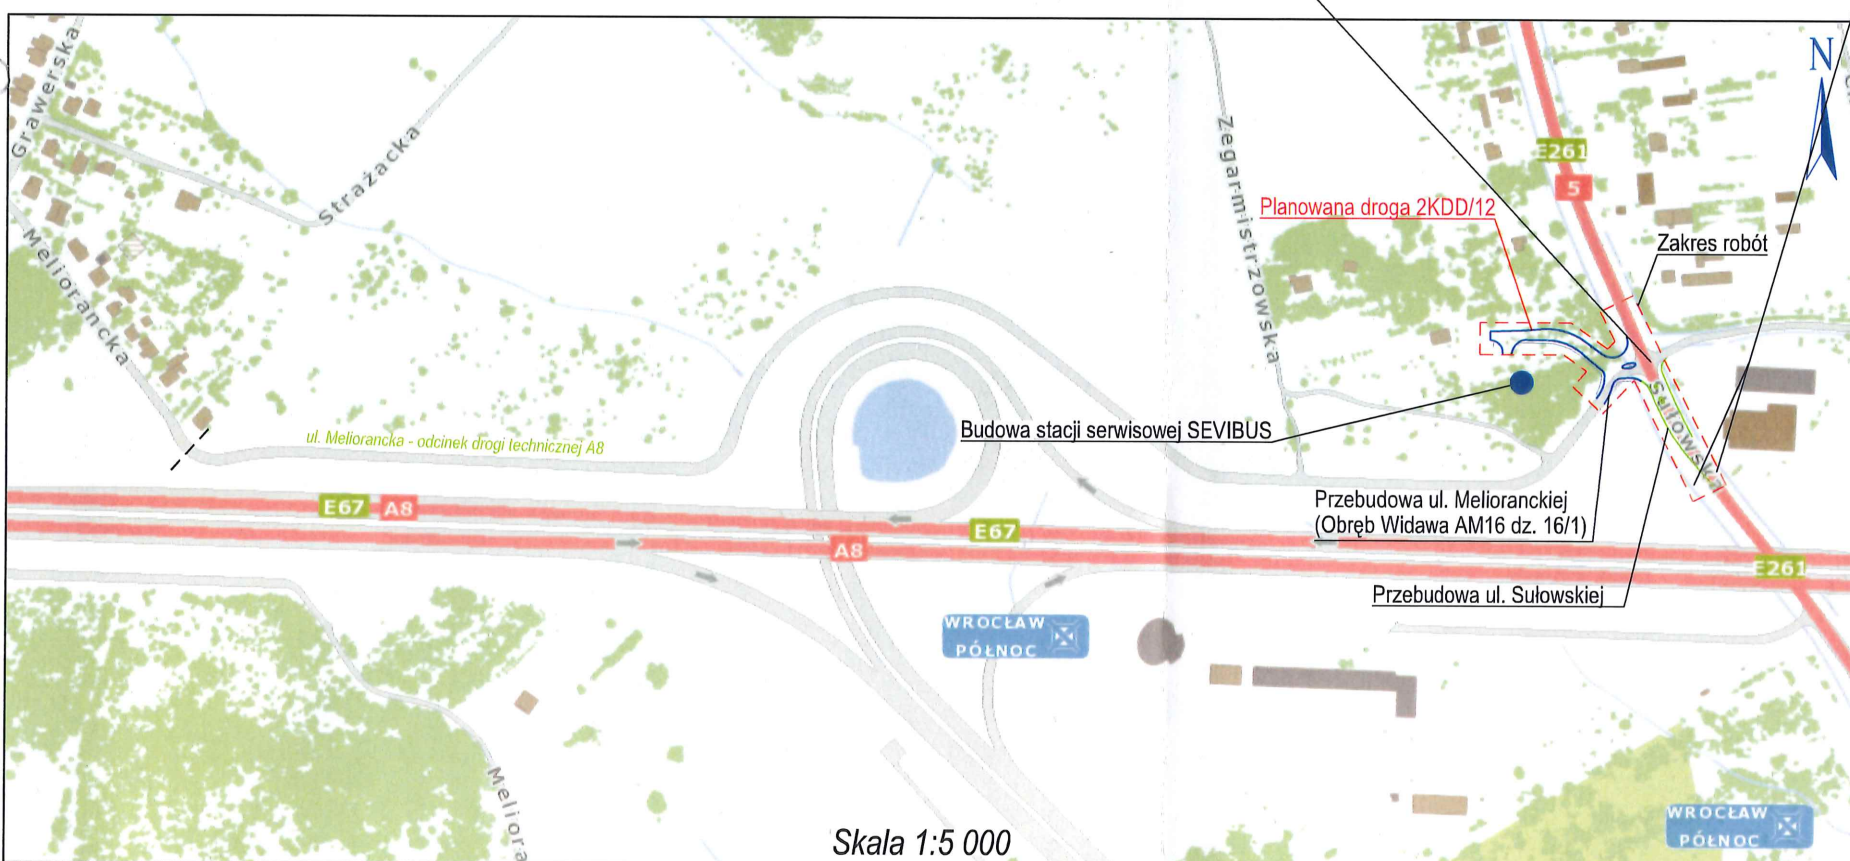 Grawerska
Strażacka
Meliorancka
Zegarmistrzowska
N
E261
5
Planowana droga 2KDD/12
Zakres robót
ul. Meliorancka - odcinek drogi technicznej A8
Budowa stacji serwisowej SEVIBUS
Sułowska
E67 A8
E67
A8
Przebudowa ul. Melioranckiej
(Obręb Widawa AM16 dz. 16/1)
E261
Przebudowa ul. Sułowskiej
WROCŁAW
PÓŁNOC
Meliora
WROCŁAW
PÓŁNOC
Skala 1:5 000